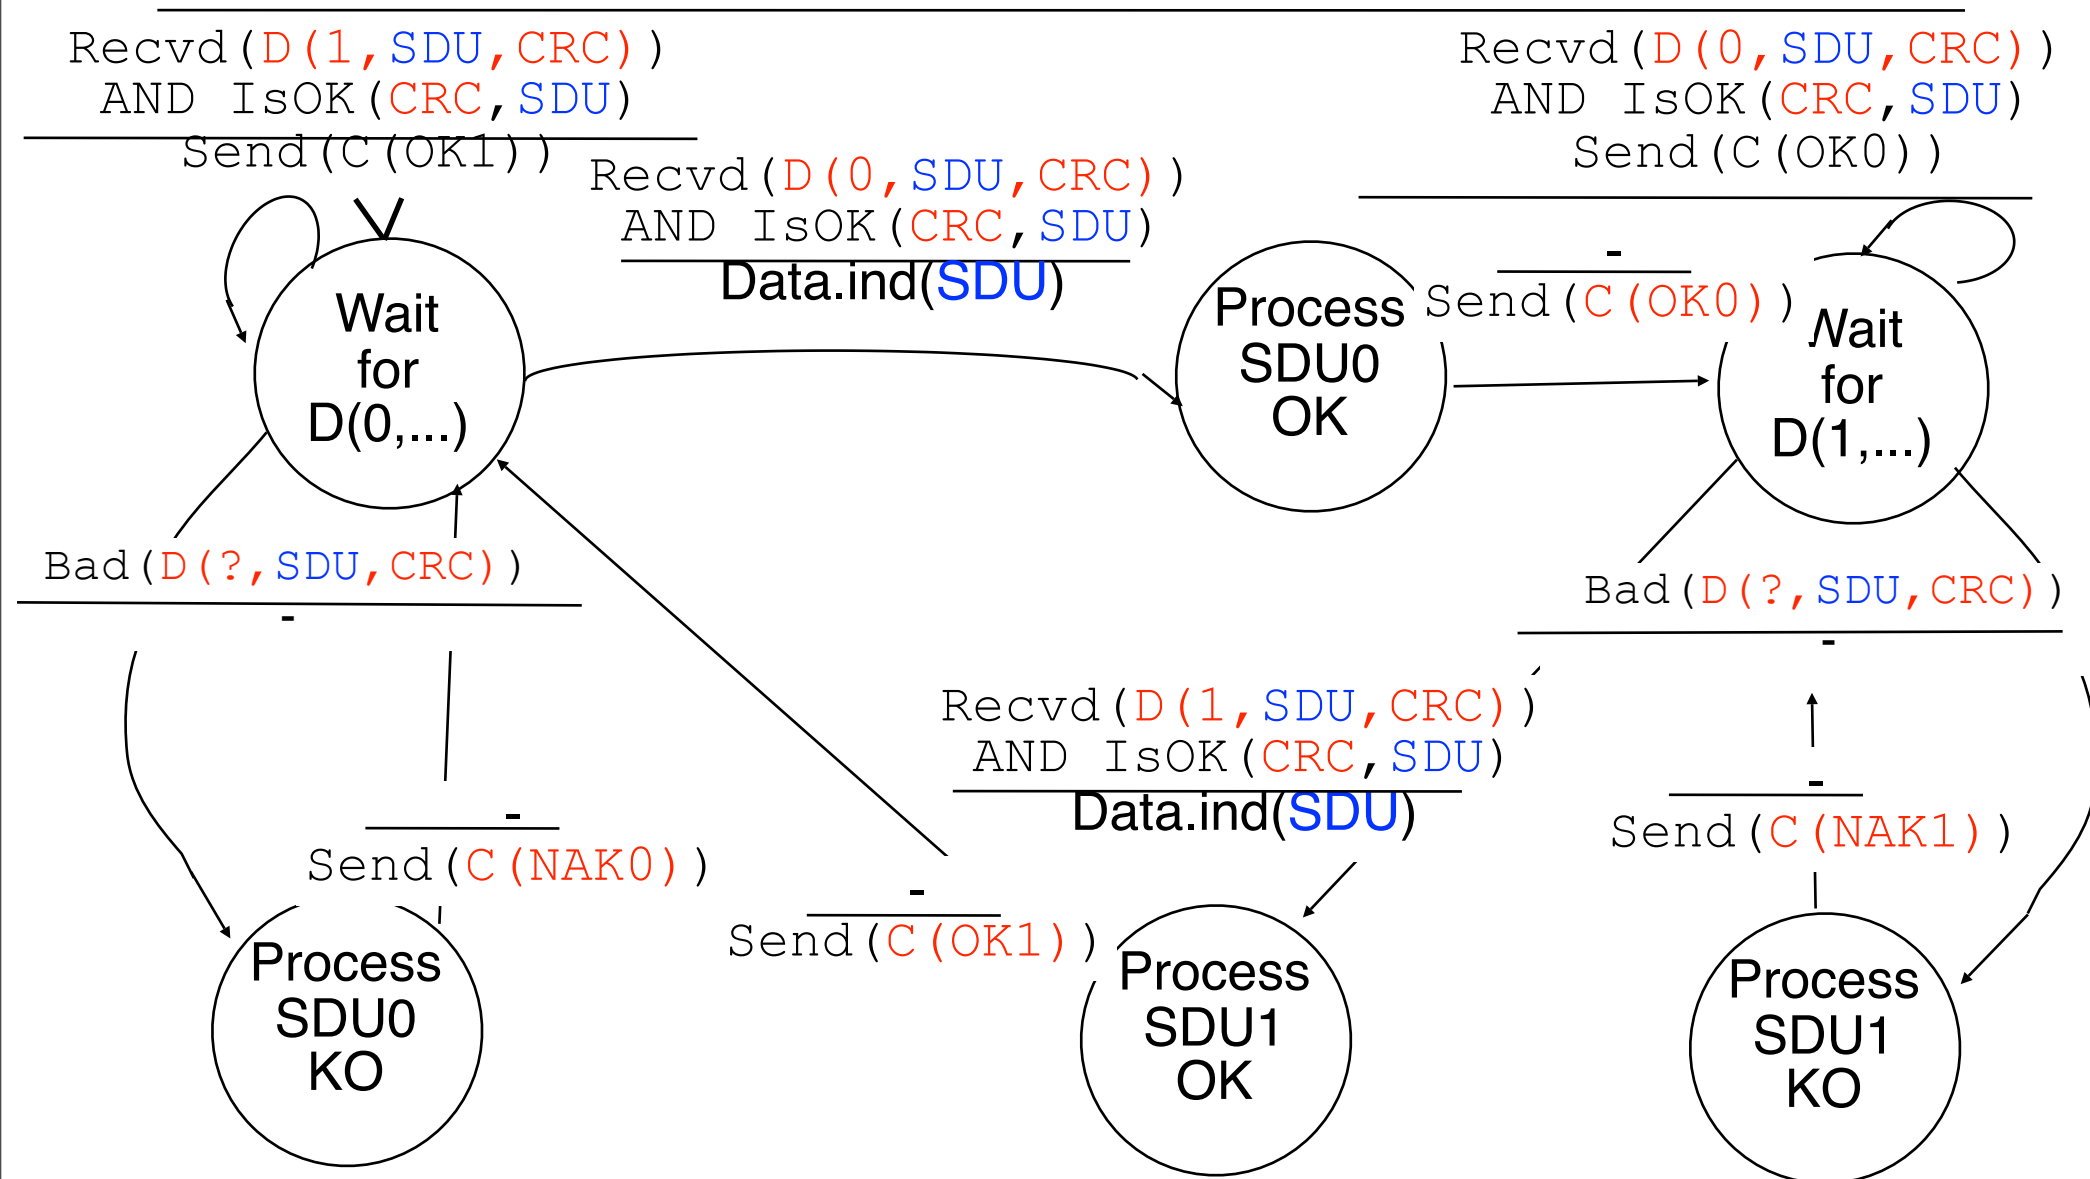 Recvd(D(1,SDU,CRC))
AND IsOK(CRC,SDU)
Send(C(OK1))
Recvd(D(0,SDU,CRC))
AND IsOK(CRC,SDU)
Data.ind(SDU)
Recvd(D(0,SDU,CRC))
AND IsOK(CRC,SDU)
Send(C(OK0))
Wait
for
D(0,...)
Process
SDU0
OK
-
Send(C(OK0))
Wait
for
D(1,...)
Bad(D(?,SDU,CRC))
-
Bad(D(?,SDU,CRC))
-
Recvd(D(1,SDU,CRC))
AND IsOK(CRC,SDU)
Data.ind(SDU)
-
Send(C(NAK0))
-
Send(C(OK1))
-
Send(C(NAK1))
Process
SDU0
KO
Process
SDU1
OK
Process
SDU1
KO